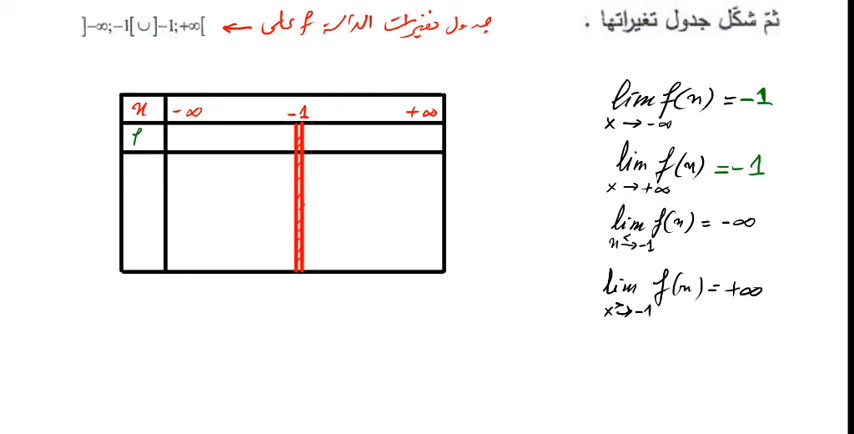 ثمّ شكّل جدول تغيراتها .
جدول تغيرات الدالة f على ← ]-∞;-1[∪]-1;+∞[
x -∞ -1 +∞
f
lim f(x) = -1
x → -∞
lim f(x) = -1
x → +∞
lim f(x) = -∞
x <→ -1
lim f(x) = +∞
x >→ -1